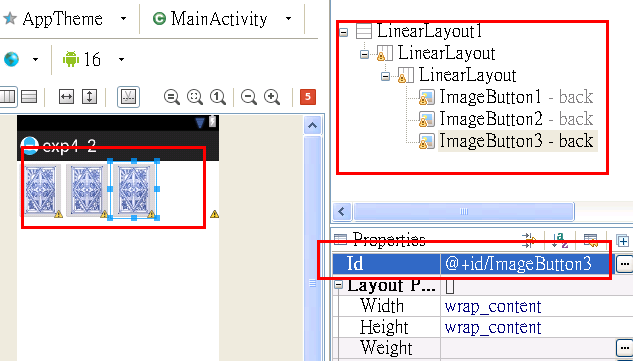 AppTheme
MainActivity
16
5
exp4_2
LinearLayout1
LinearLayout
LinearLayout
ImageButton1 - back
ImageButton2 - back
ImageButton3 - back
Properties
Id @+id/ImageButton3
Layout P... []
Width wrap_content
Height wrap_content
Weight